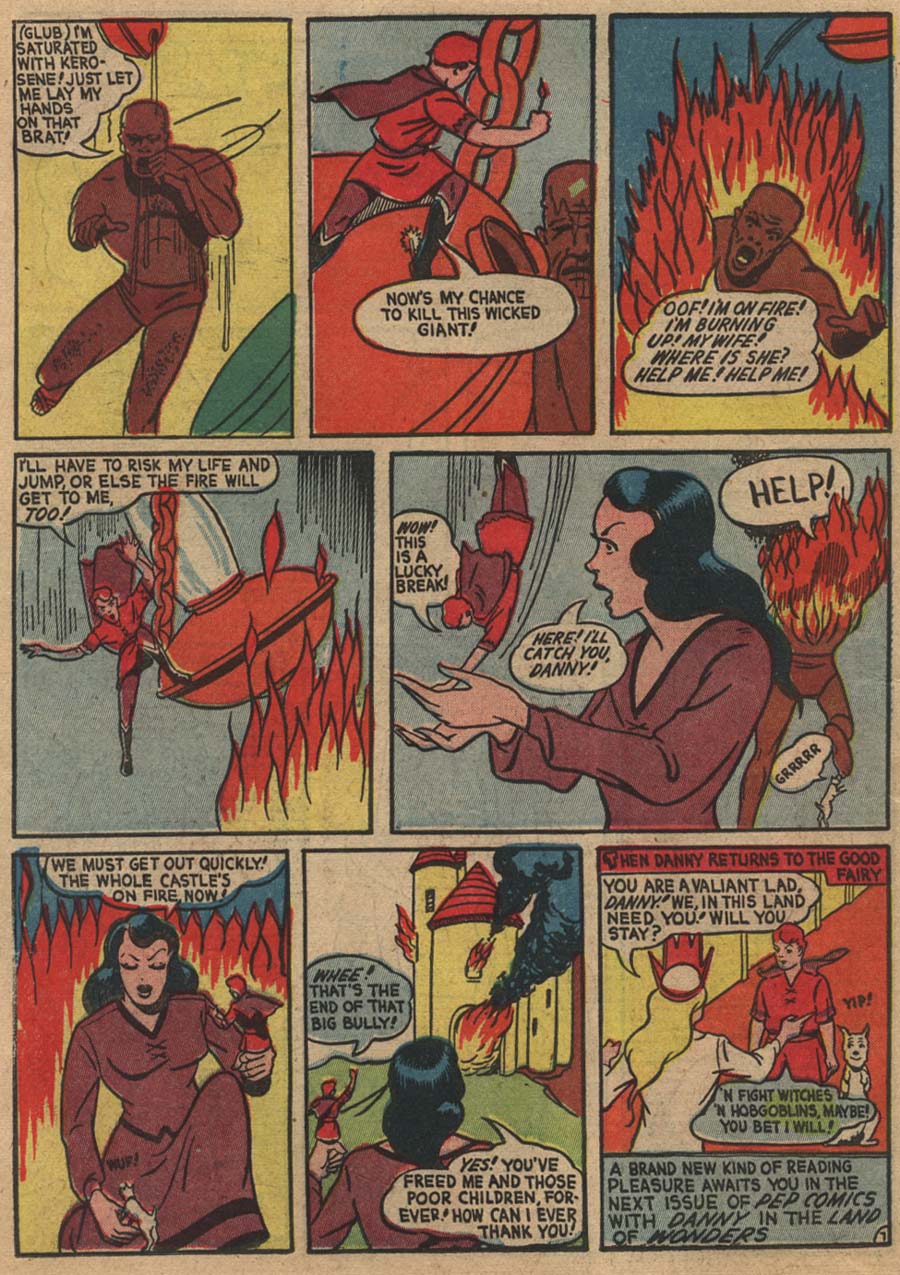 (GLUB) I'M
SATURATED
WITH KERO-
SENE! JUST LET
ME LAY MY
HANDS
ON THAT
BRAT!
NOW'S MY CHANCE
TO KILL THIS WICKED
GIANT!
OOF! I'M ON FIRE!
I'M BURNING
UP! MY WIFE!
WHERE IS SHE?
HELP ME! HELP ME!
I'LL HAVE TO RISK MY LIFE AND
JUMP, OR ELSE THE FIRE WILL
GET TO ME,
TOO!
WOW!
THIS
IS A
LUCKY
BREAK!
HERE! I'LL
CATCH YOU,
DANNY!
HELP!
GRRRRR
WE MUST GET OUT QUICKLY!
THE WHOLE CASTLE'S
ON FIRE, NOW!
WUF!
WHEE!
THAT'S THE
END OF THAT
BIG BULLY!
YES! YOU'VE
FREED ME AND THOSE
POOR CHILDREN, FOR-
EVER! HOW CAN I EVER
THANK YOU!
THEN DANNY RETURNS TO THE GOOD
FAIRY
YOU ARE A VALIANT LAD,
DANNY! WE, IN THIS LAND
NEED YOU! WILL YOU
STAY?
YIP!
'N FIGHT WITCHES
'N HOBGOBLINS, MAYBE!
YOU BET I WILL!
A BRAND NEW KIND OF READING
PLEASURE AWAITS YOU IN THE
NEXT ISSUE OF PEP COMICS
WITH DANNY IN THE LAND
OF WONDERS
7